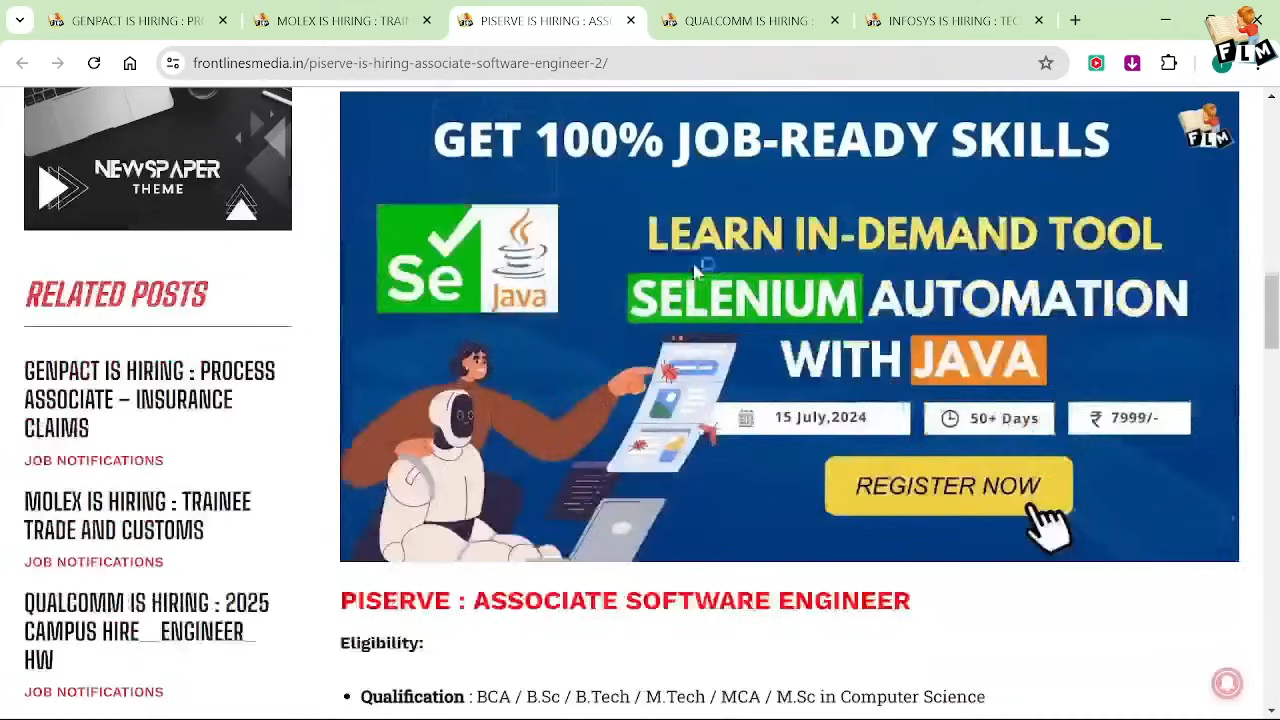 GENPACT IS HIRING : PR
MOLEX IS HIRING : TRAI
PISERVE IS HIRING : ASS
QUALCOMM IS HIRING :
INFOSYS IS HIRING : TEC
frontlinesmedia.in/piserve-is-hiring-associate-software-engineer-2/
FLM
NEWSPAPER
THEME
RELATED POSTS
GENPACT IS HIRING : PROCESS
ASSOCIATE – INSURANCE
CLAIMS
JOB NOTIFICATIONS
MOLEX IS HIRING : TRAINEE
TRADE AND CUSTOMS
JOB NOTIFICATIONS
QUALCOMM IS HIRING : 2025
CAMPUS HIRE_ENGINEER_
HW
JOB NOTIFICATIONS
GET 100% JOB-READY SKILLS
FLM
Se
Java
LEARN IN-DEMAND TOOL
SELENIUM AUTOMATION
WITH JAVA
15 July,2024
50+ Days
₹ 7999/-
REGISTER NOW
PISERVE : ASSOCIATE SOFTWARE ENGINEER
Eligibility:
• Qualification : BCA / B.Sc / B.Tech / M.Tech / MCA / M.Sc in Computer Science